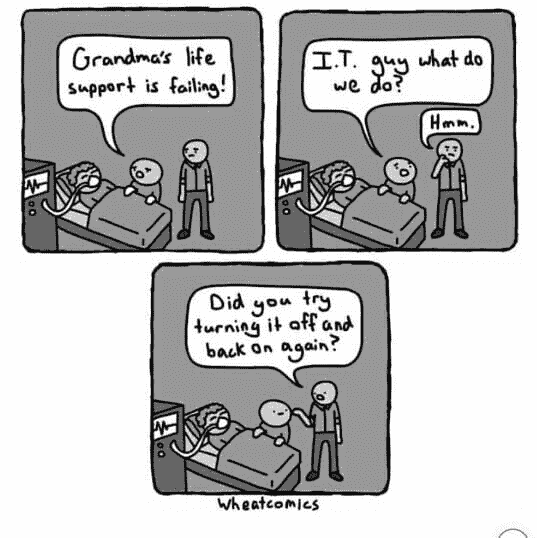 Grandma's life
support is failing!
I.T. guy what do
we do?
Hmm.
Did you try
turning it off and
back on again?
Wheatcomics